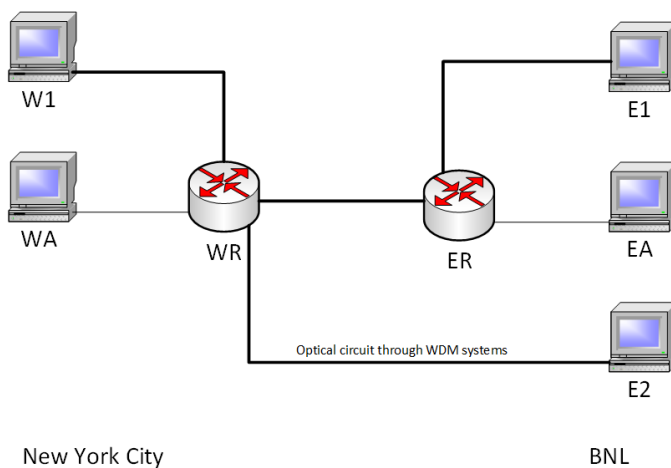 W1
E1
WA
WR
ER
EA
Optical circuit through WDM systems
E2
New York City
BNL